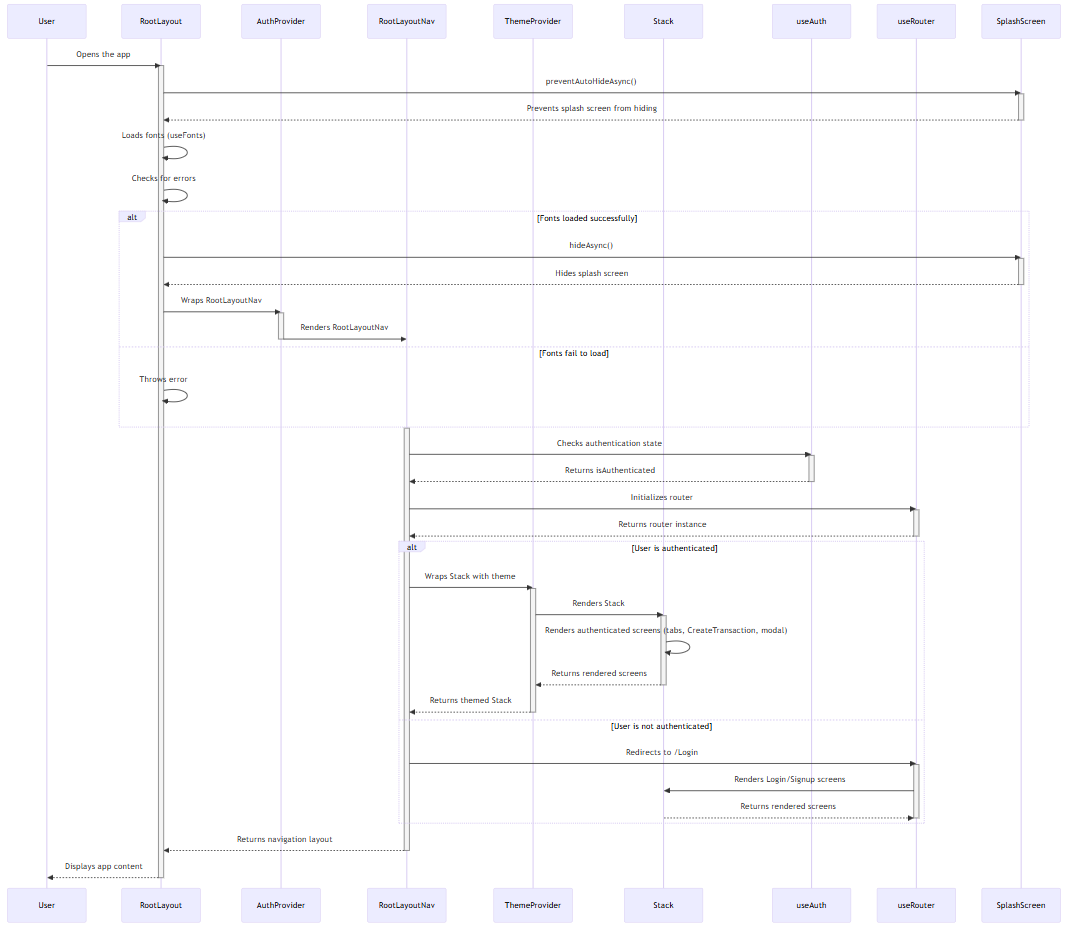 User RootLayout AuthProvider RootLayoutNav ThemeProvider Stack useAuth useRouter SplashScreen
Opens the app
preventAutoHideAsync()
Prevents splash screen from hiding
Loads fonts (useFonts)
Checks for errors
alt [Fonts loaded successfully]
hideAsync()
Hides splash screen
Wraps RootLayoutNav
Renders RootLayoutNav
[Fonts fail to load]
Throws error
Checks authentication state
Returns isAuthenticated
Initializes router
Returns router instance
alt [User is authenticated]
Wraps Stack with theme
Renders Stack
Renders authenticated screens (tabs, CreateTransaction, modal)
Returns rendered screens
Returns themed Stack
[User is not authenticated]
Redirects to /Login
Renders Login/Signup screens
Returns rendered screens
Returns navigation layout
Displays app content
User RootLayout AuthProvider RootLayoutNav ThemeProvider Stack useAuth useRouter SplashScreen